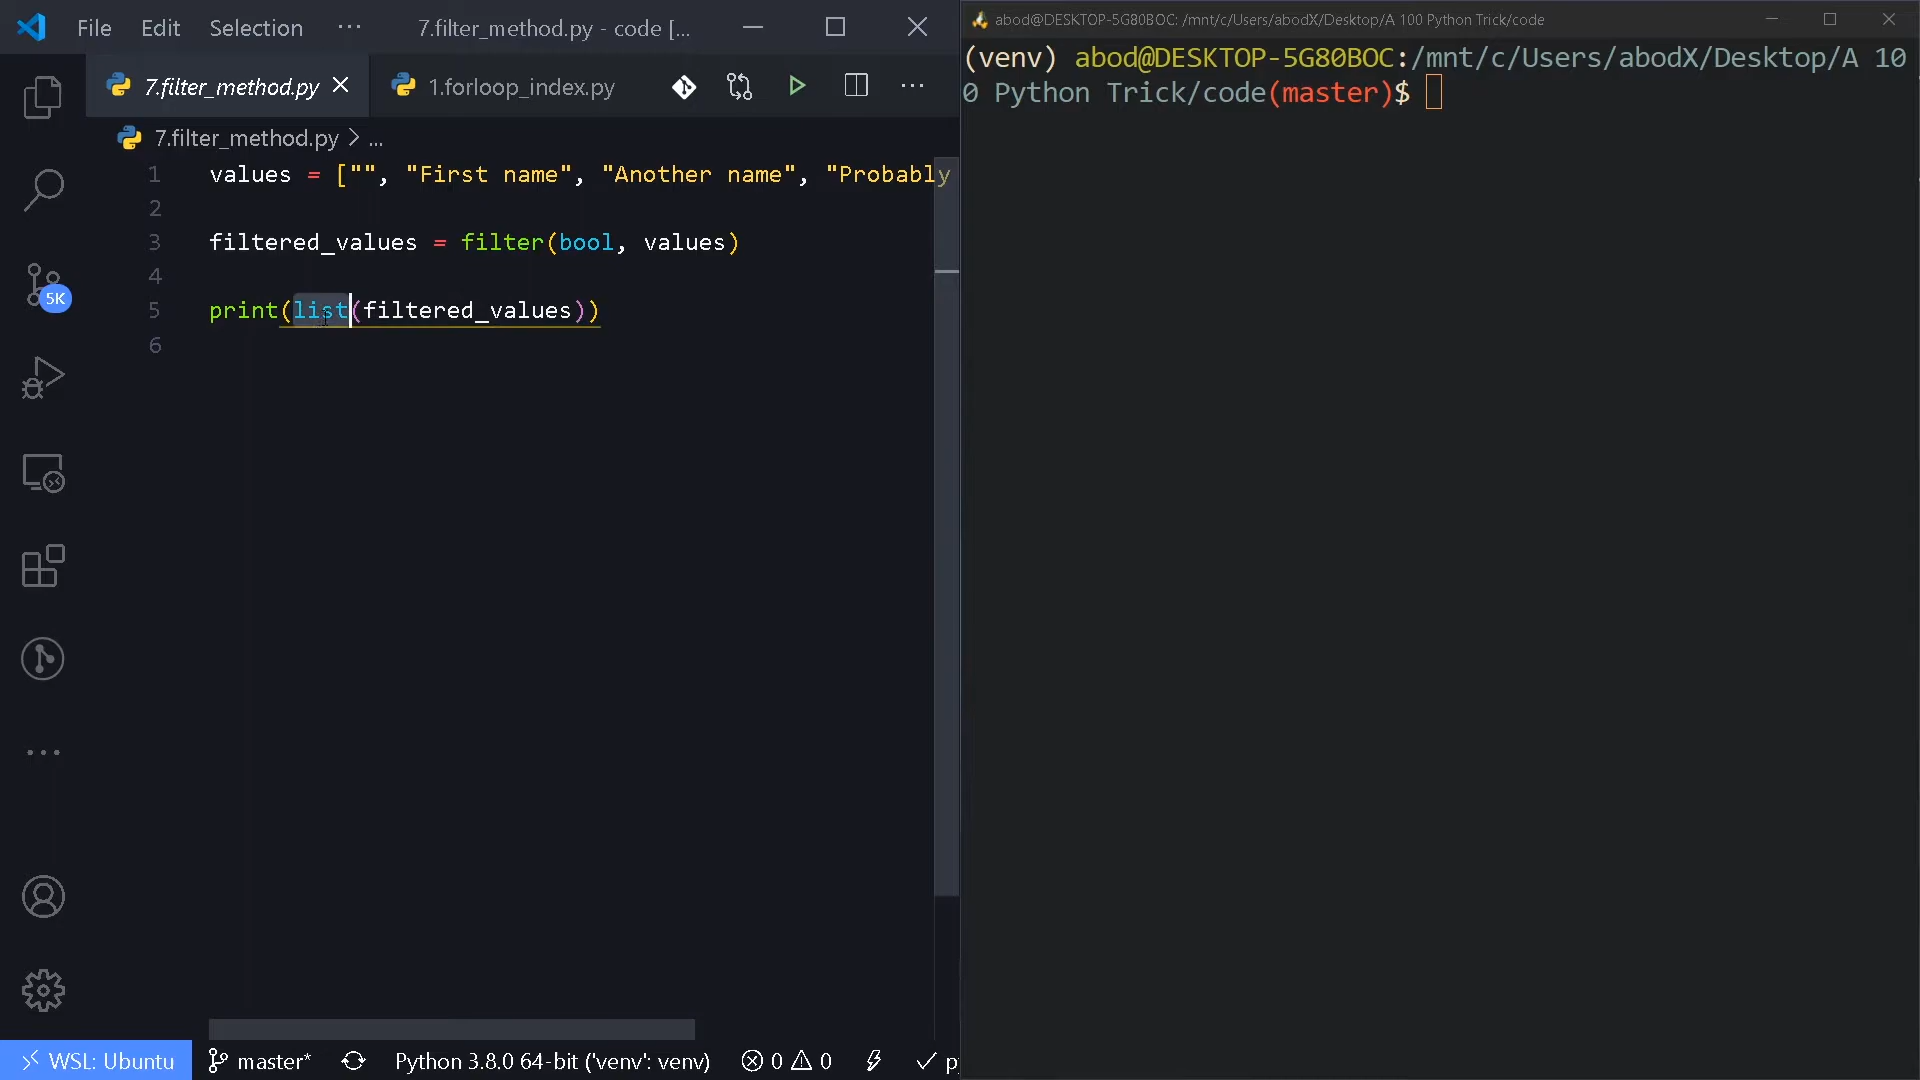 File Edit Selection ··· 7.filter_method.py - code [...
7.filter_method.py 1.forloop_index.py ···
7.filter_method.py > ...
1 values = ["", "First name", "Another name", "Probably
2
3 filtered_values = filter(bool, values)
4
5 print(list(filtered_values))
6
5K
WSL: Ubuntu master* Python 3.8.0 64-bit ('venv': venv) 0 0
abod@DESKTOP-5G80BOC: /mnt/c/Users/abodX/Desktop/A 100 Python Trick/code
(venv) abod@DESKTOP-5G80BOC:/mnt/c/Users/abodX/Desktop/A 10
0 Python Trick/code(master)$